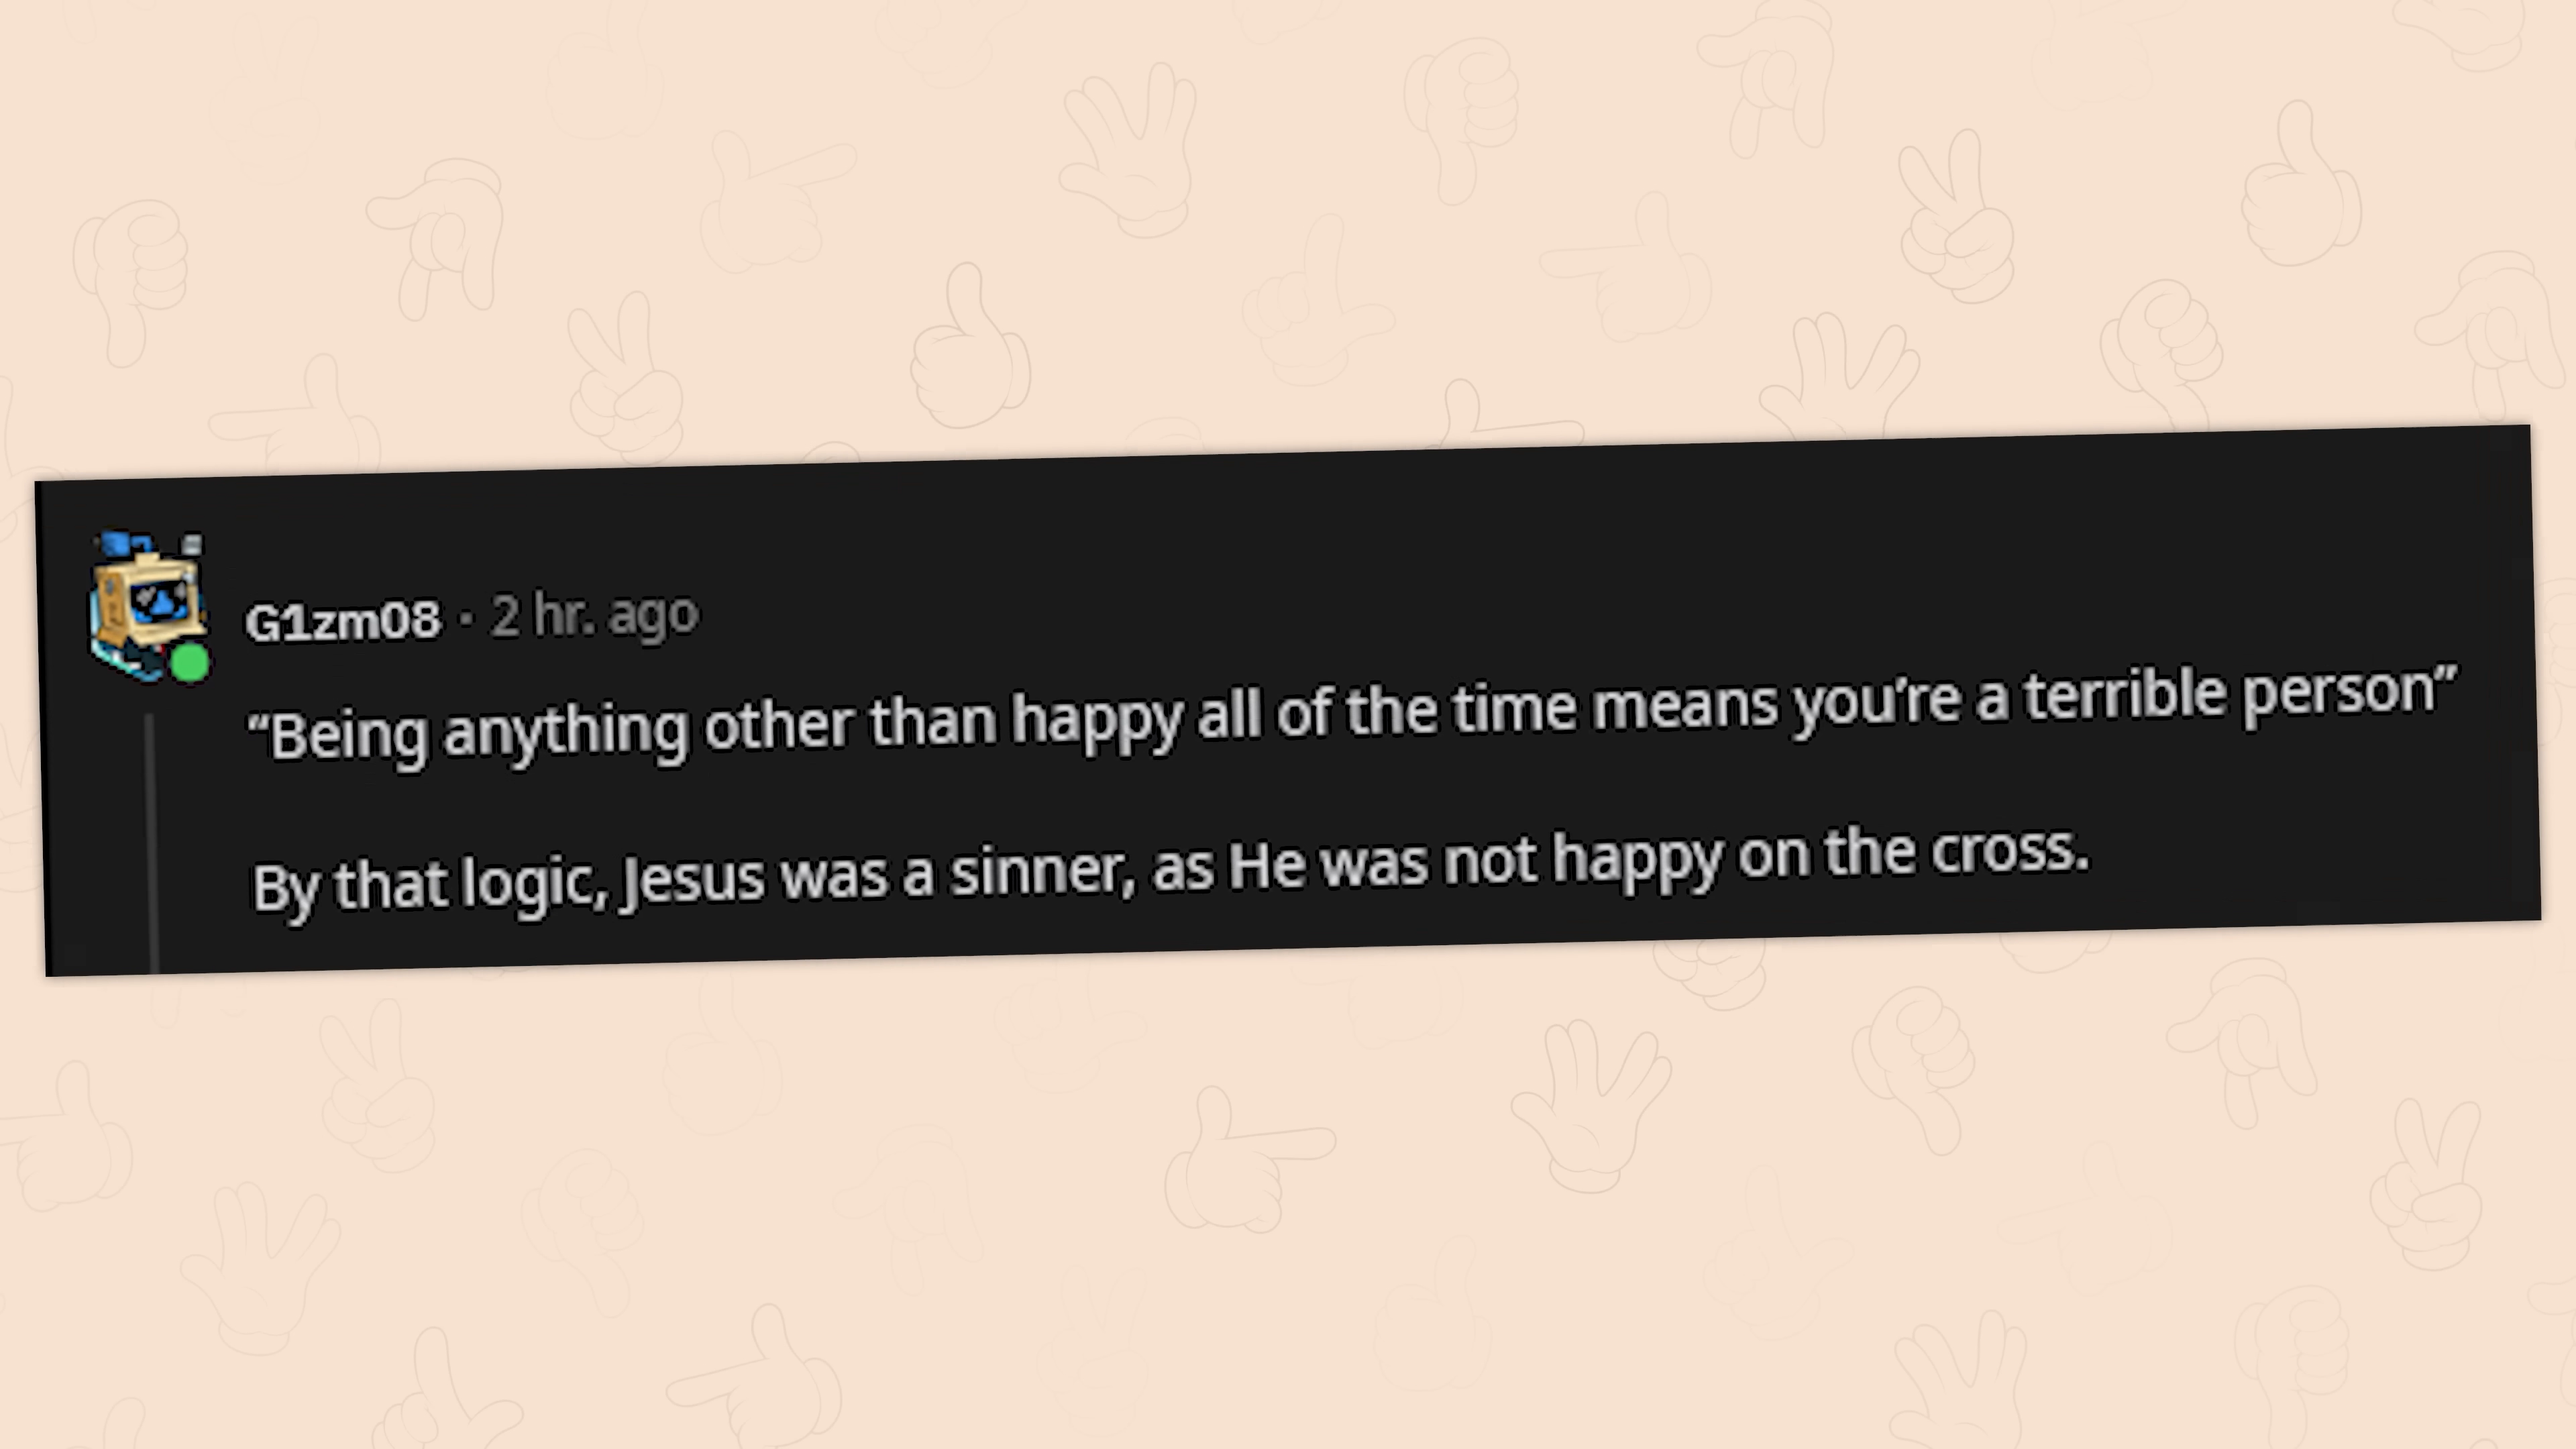 G1zm08 · 2 hr. ago
“Being anything other than happy all of the time means you’re a terrible person”
By that logic, Jesus was a sinner, as He was not happy on the cross.